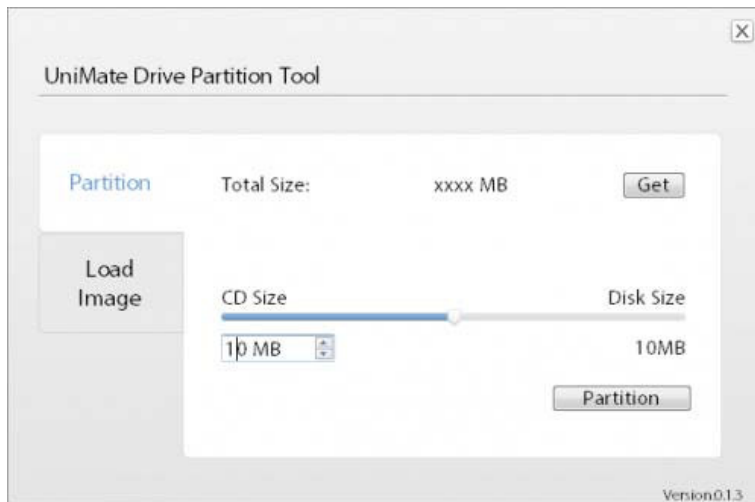 UniMate Drive Partition Tool
Partition
Total Size:
xxxx MB
Get
Load
Image
CD Size
Disk Size
10 MB
10MB
Partition
Version0.1.3